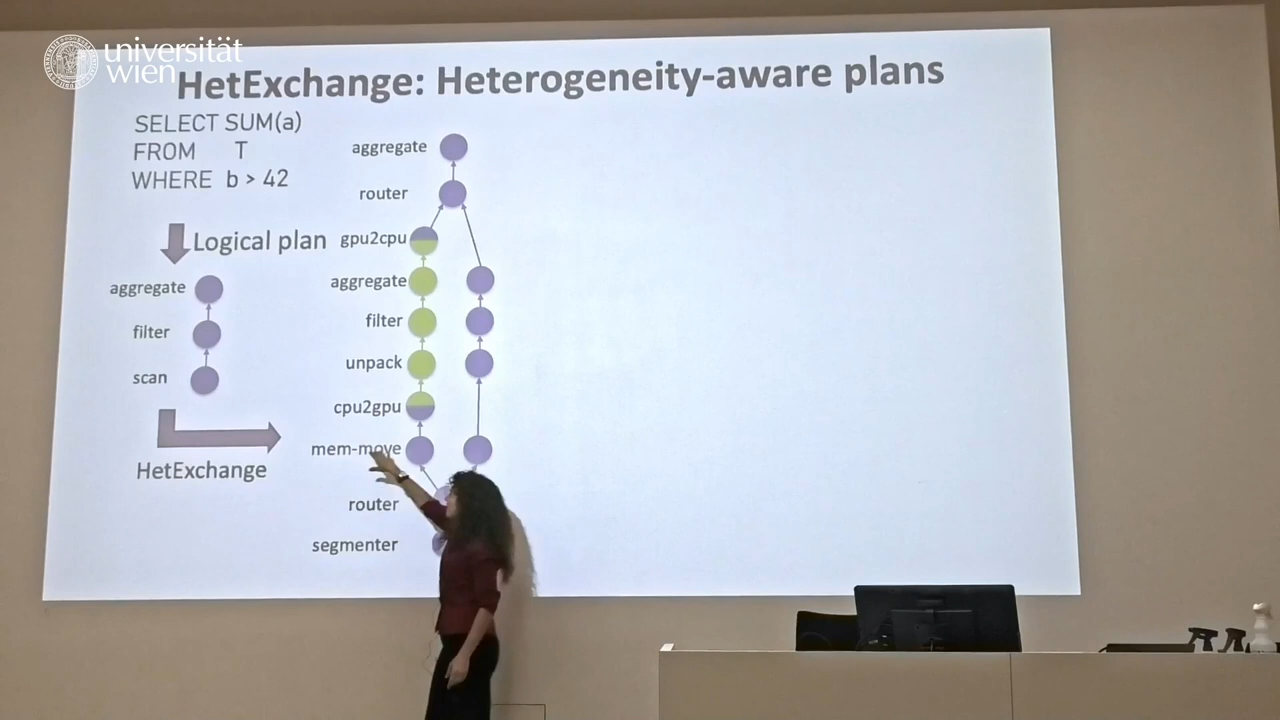 universität
wien
HetExchange: Heterogeneity-aware plans
SELECT SUM(a)
FROM T
WHERE b > 42
Logical plan
aggregate
filter
scan
HetExchange
aggregate
router
gpu2cpu
aggregate
filter
unpack
cpu2gpu
mem-move
router
segmenter